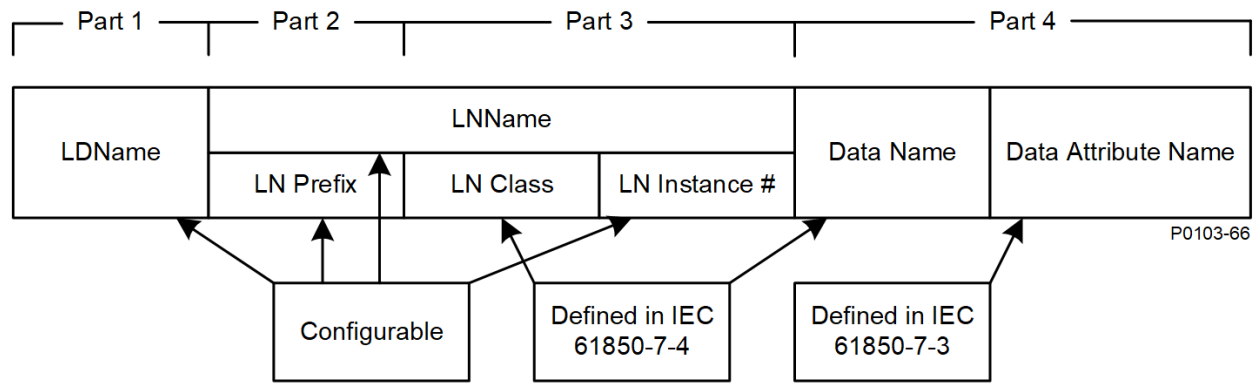 Part 1 Part 2 Part 3 Part 4
LDName
LNName
LN Prefix LN Class LN Instance #
Data Name Data Attribute Name
P0103-66
Configurable
Defined in IEC
61850-7-4
Defined in IEC
61850-7-3